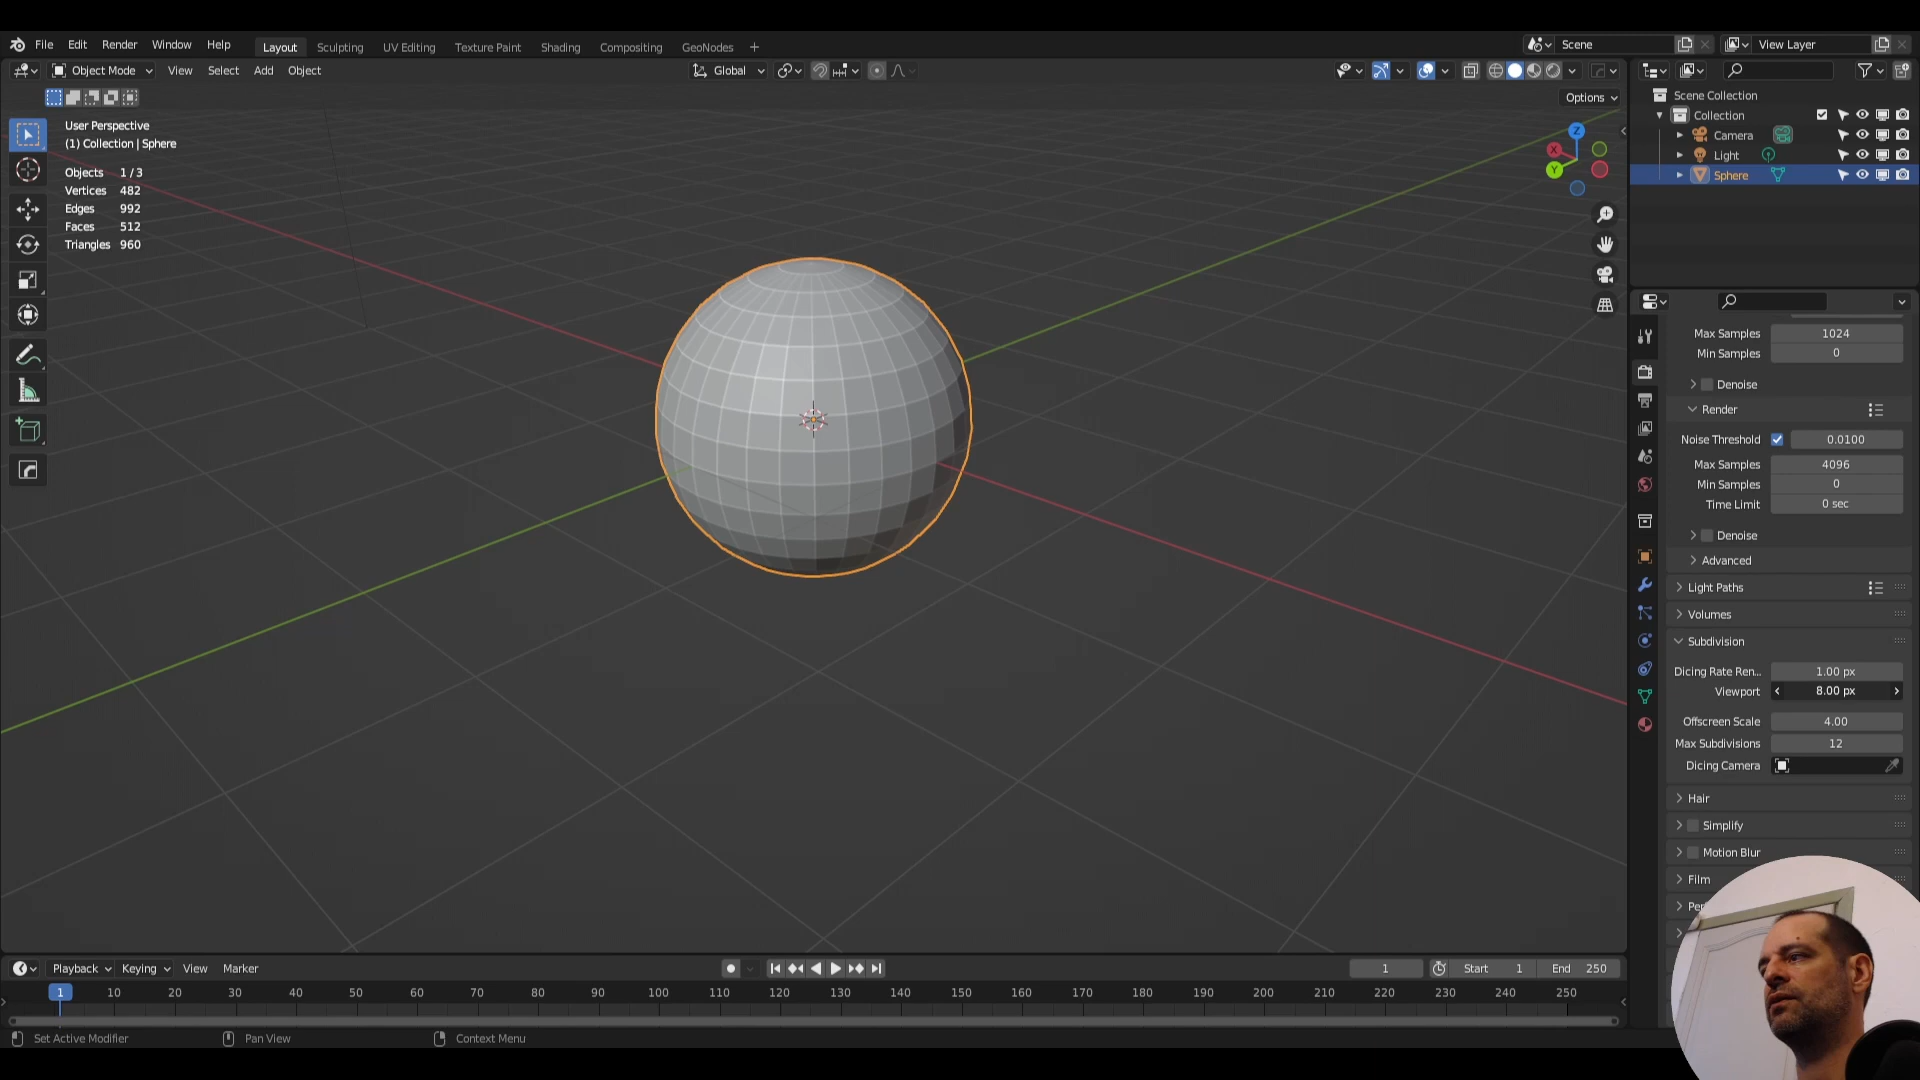 File Edit Render Window Help Layout Sculpting UV Editing Texture Paint Shading Compositing GeoNodes + Scene View Layer
Object Mode View Select Add Object Global
Options
User Perspective
(1) Collection | Sphere
Objects 1 / 3
Vertices 482
Edges 992
Faces 512
Triangles 960
Z
X
Y
Scene Collection
Collection
Camera
Light
Sphere
Max Samples 1024
Min Samples 0
Denoise
Render
Noise Threshold 0.0100
Max Samples 4096
Min Samples 0
Time Limit 0 sec
Denoise
Advanced
Light Paths
Volumes
Subdivision
Dicing Rate Ren... 1.00 px
Viewport 8.00 px
Offscreen Scale 4.00
Max Subdivisions 12
Dicing Camera
Hair
Simplify
Motion Blur
Film
Playback Keying View Marker 1 Start 1 End 250
1 10 20 30 40 50 60 70 80 90 100 110 120 130 140 150 160 170 180 190 200 210 220 230 240 250
Set Active Modifier Pan View Context Menu